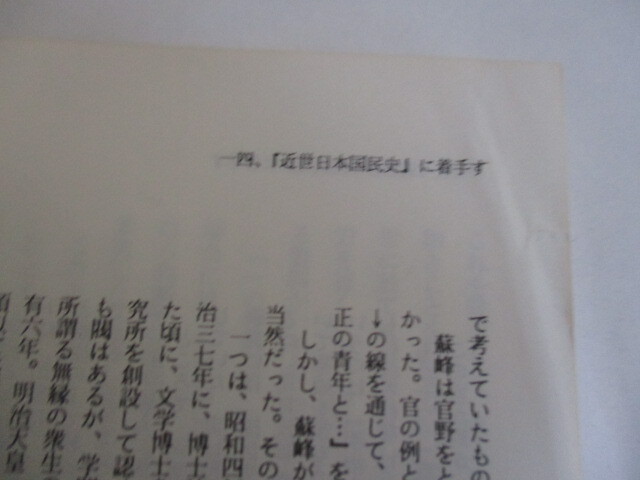 一四、『近世日本国民史』に着手す
で考えていたもの
蘇峰は官野をと
かった。官の例と
↓の線を通じて、
正の青年と…』を
しかし、蘇峰が
当然だった。その
一つは、昭和四
治三七年に、博士
た頃に、文学博士
究所を創設して認
も閥はあるが、学
所謂る無縁の衆生
有六年。明治天皇